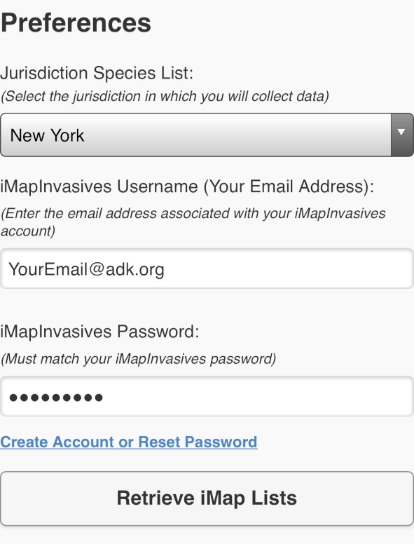 Preferences
Jurisdiction Species List:
(Select the jurisdiction in which you will collect data)
New York
iMapInvasives Username (Your Email Address):
(Enter the email address associated with your iMapInvasives
account)
YourEmail@adk.org
iMapInvasives Password:
(Must match your iMapInvasives password)
●●●●●●●●●
Create Account or Reset Password
Retrieve iMap Lists